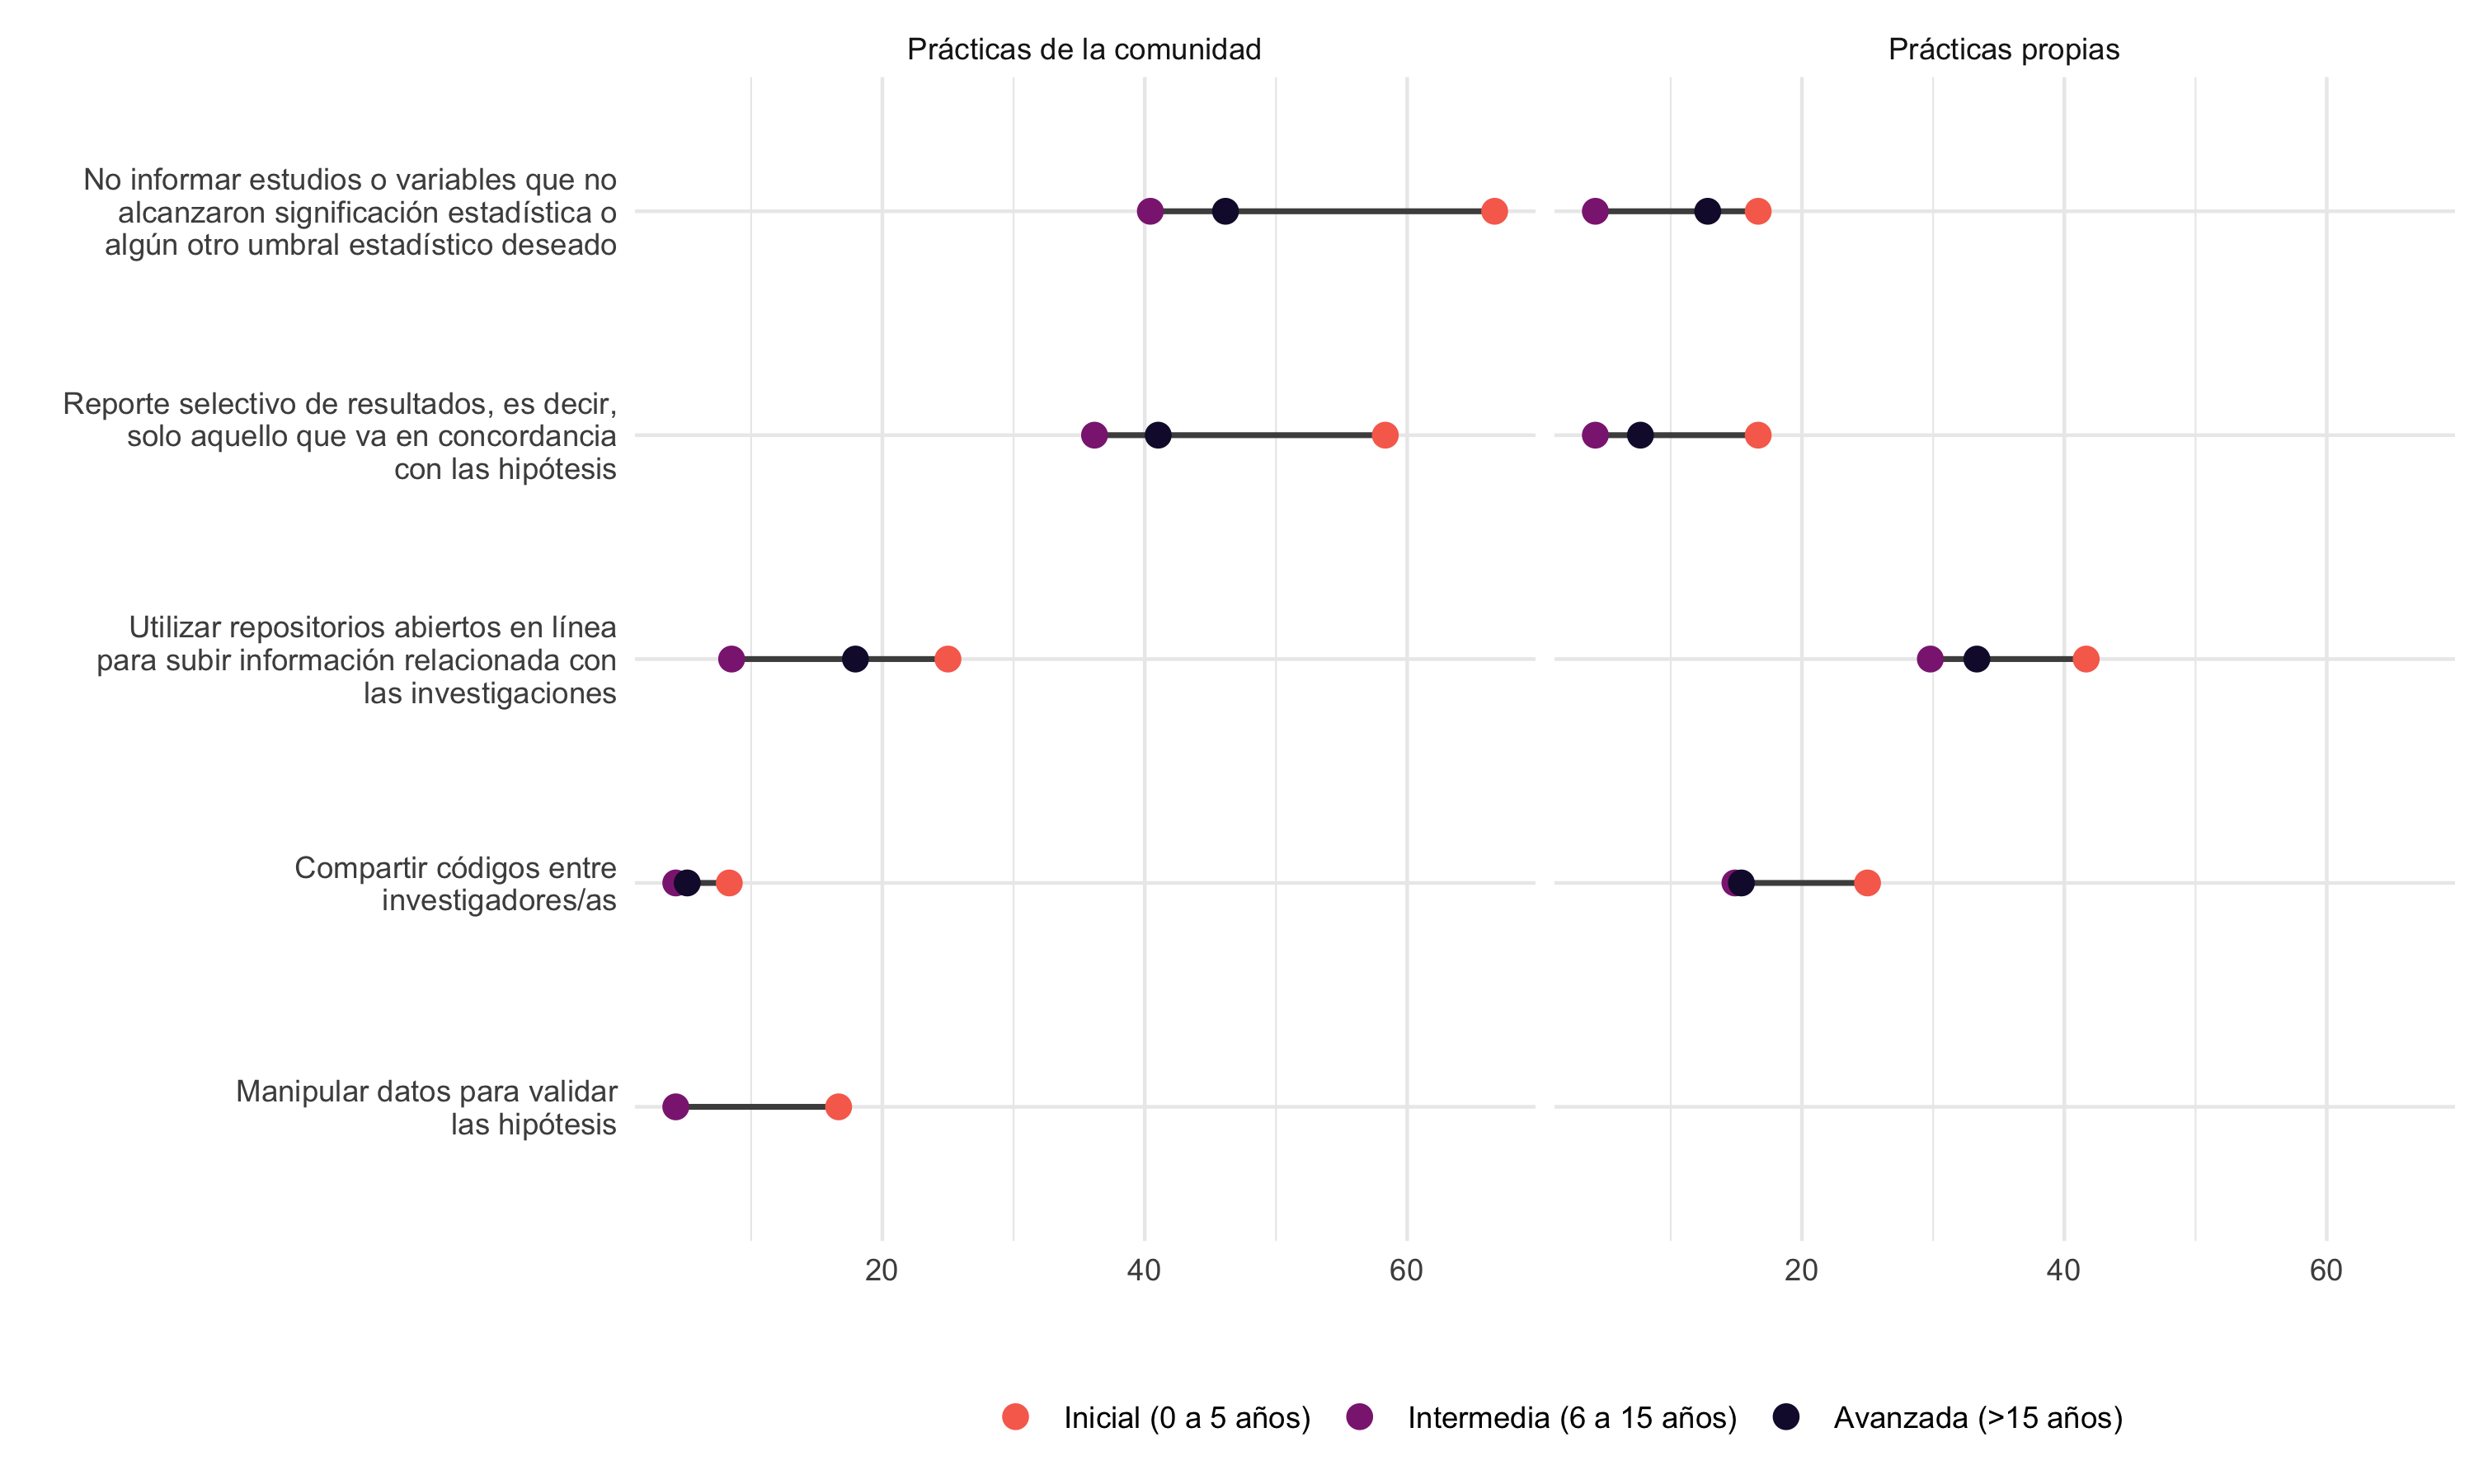 Prácticas de la comunidad
Prácticas propias
No informar estudios o variables que no
alcanzaron significación estadística o
algún otro umbral estadístico deseado
Reporte selectivo de resultados, es decir,
solo aquello que va en concordancia
con las hipótesis
Utilizar repositorios abiertos en línea
para subir información relacionada con
las investigaciones
Compartir códigos entre
investigadores/as
Manipular datos para validar
las hipótesis
20 40 60 20 40 60
Inicial (0 a 5 años) Intermedia (6 a 15 años) Avanzada (>15 años)